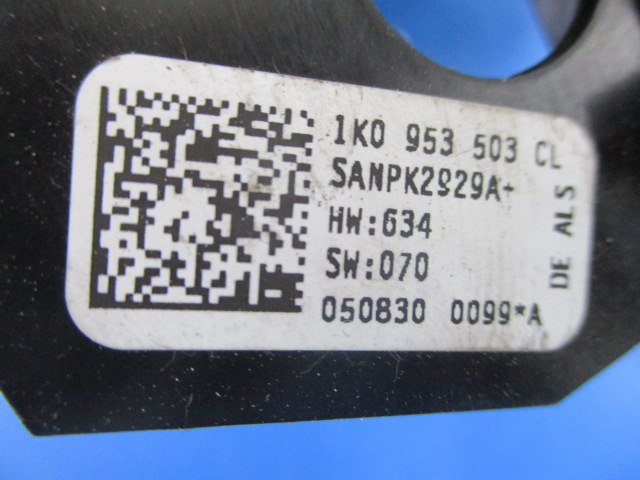 1K0 953 503 CL
SANPK2929A+
HW:634
SW:070
050830 0099*A
DE ALS